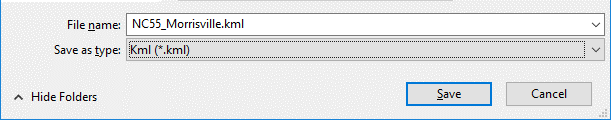 File name: NC55_Morrisville.kml
Save as type: Kml (*.kml)
Hide Folders Save Cancel